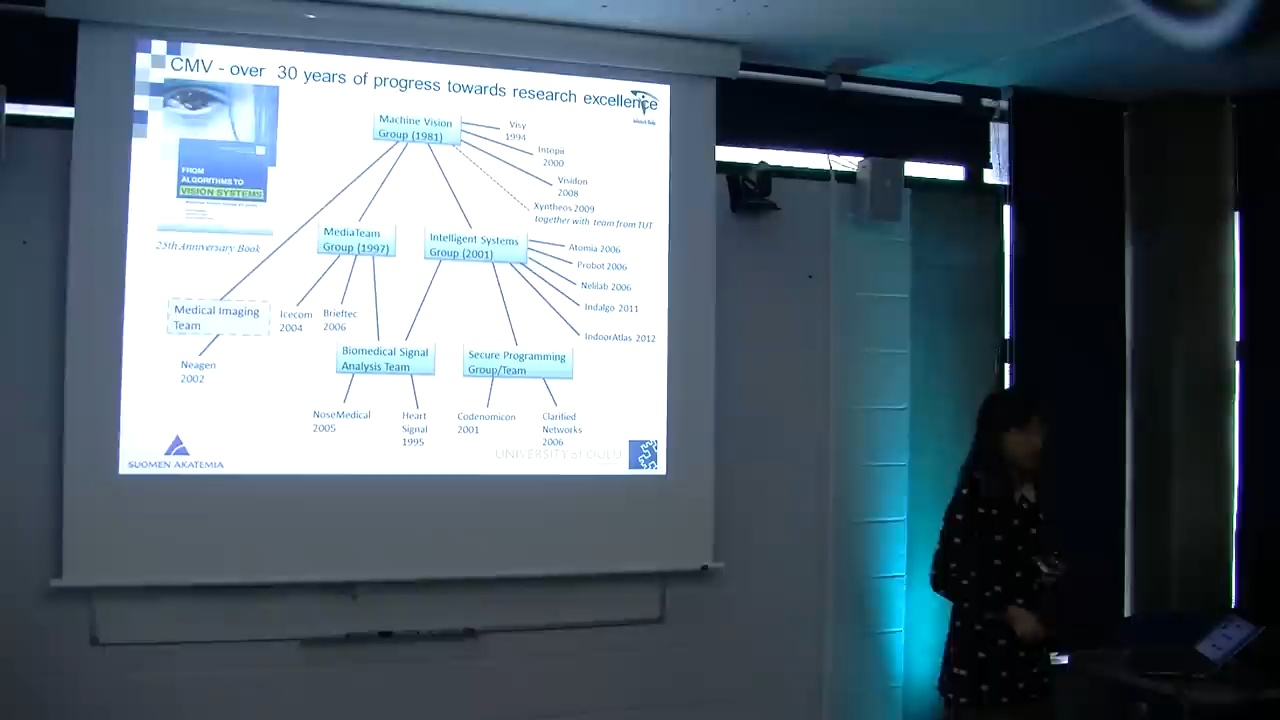 CMV - over 30 years of progress towards research excellence
FROM
ALGORITHMS TO
VISION SYSTEMS
25th Anniversary Book
Machine Vision
Group (1981)
Visy
1994
Intopii
2000
Visidon
2008
Xyntheos 2009
together with team from TUT
MediaTeam
Group (1997)
Intelligent Systems
Group (2001)
Atomia 2006
Probot 2006
Nelilab 2006
Indalgo 2011
IndoorAtlas 2012
Medical Imaging
Team
Icecom
2004
Brieftec
2006
Neagen
2002
Biomedical Signal
Analysis Team
Secure Programming
Group/Team
NoseMedical
2005
Heart
Signal
1995
Codenomicon
2001
Clarified
Networks
2006
SUOMEN AKATEMIA
UNIVERSITY of OULU